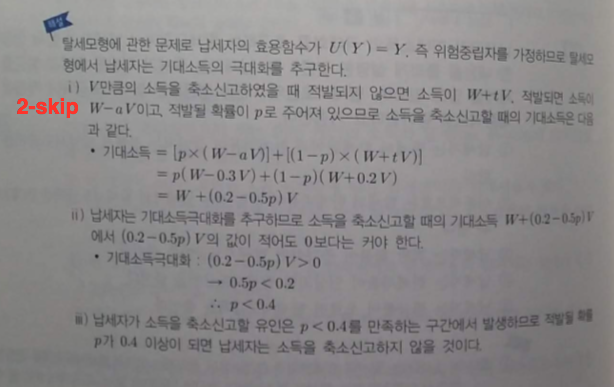 해설
탈세모형에 관한 문제로 납세자의 효용함수가 U(Y)=Y, 즉 위험중립자를 가정하므로 탈세모
형에서 납세자는 기대소득의 극대화를 추구한다.
i) V만큼의 소득을 축소신고하였을 때 적발되지 않으면 소득이 W+tV, 적발되면 소득이
2-skip
W-aV이고, 적발될 확률이 p로 주어져 있으므로 소득을 축소신고할 때의 기대소득은 다음
과 같다.
• 기대소득 = [p×(W-aV)]+[(1-p)×(W+tV)]
= p(W-0.3V)+(1-p)(W+0.2V)
= W+(0.2-0.5p)V
ii) 납세자는 기대소득극대화를 추구하므로 소득을 축소신고할 때의 기대소득 W+(0.2-0.5p)V
에서 (0.2-0.5p)V의 값이 적어도 0보다는 커야 한다.
• 기대소득극대화 : (0.2-0.5p)V>0
→ 0.5p<0.2
∴ p<0.4
iii) 납세자가 소득을 축소신고할 유인은 p<0.4를 만족하는 구간에서 발생하므로 적발될 확률
p가 0.4 이상이 되면 납세자는 소득을 축소신고하지 않을 것이다.